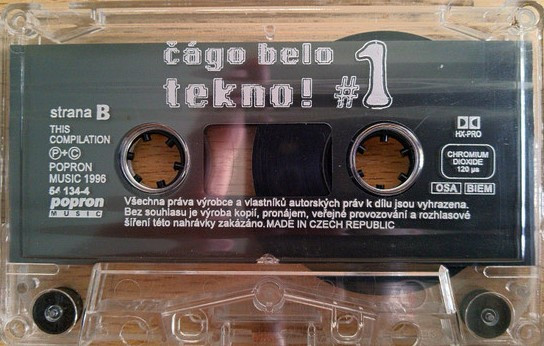 čágo belo
tekno! #1
strana B
THIS
COMPILATION
Ⓟ+©
POPRON
MUSIC 1996
54 134-4
popron
MUSIC
HX-PRO
CHROMIUM
DIOXIDE
120 µs
OSA BIEM
Všechna práva výrobce a vlastníků autorských práv k dílu jsou vyhrazena.
Bez souhlasu je výroba kopií, pronájem, veřejné provozování a rozhlasové
šíření této nahrávky zakázáno.MADE IN CZECH REPUBLIC